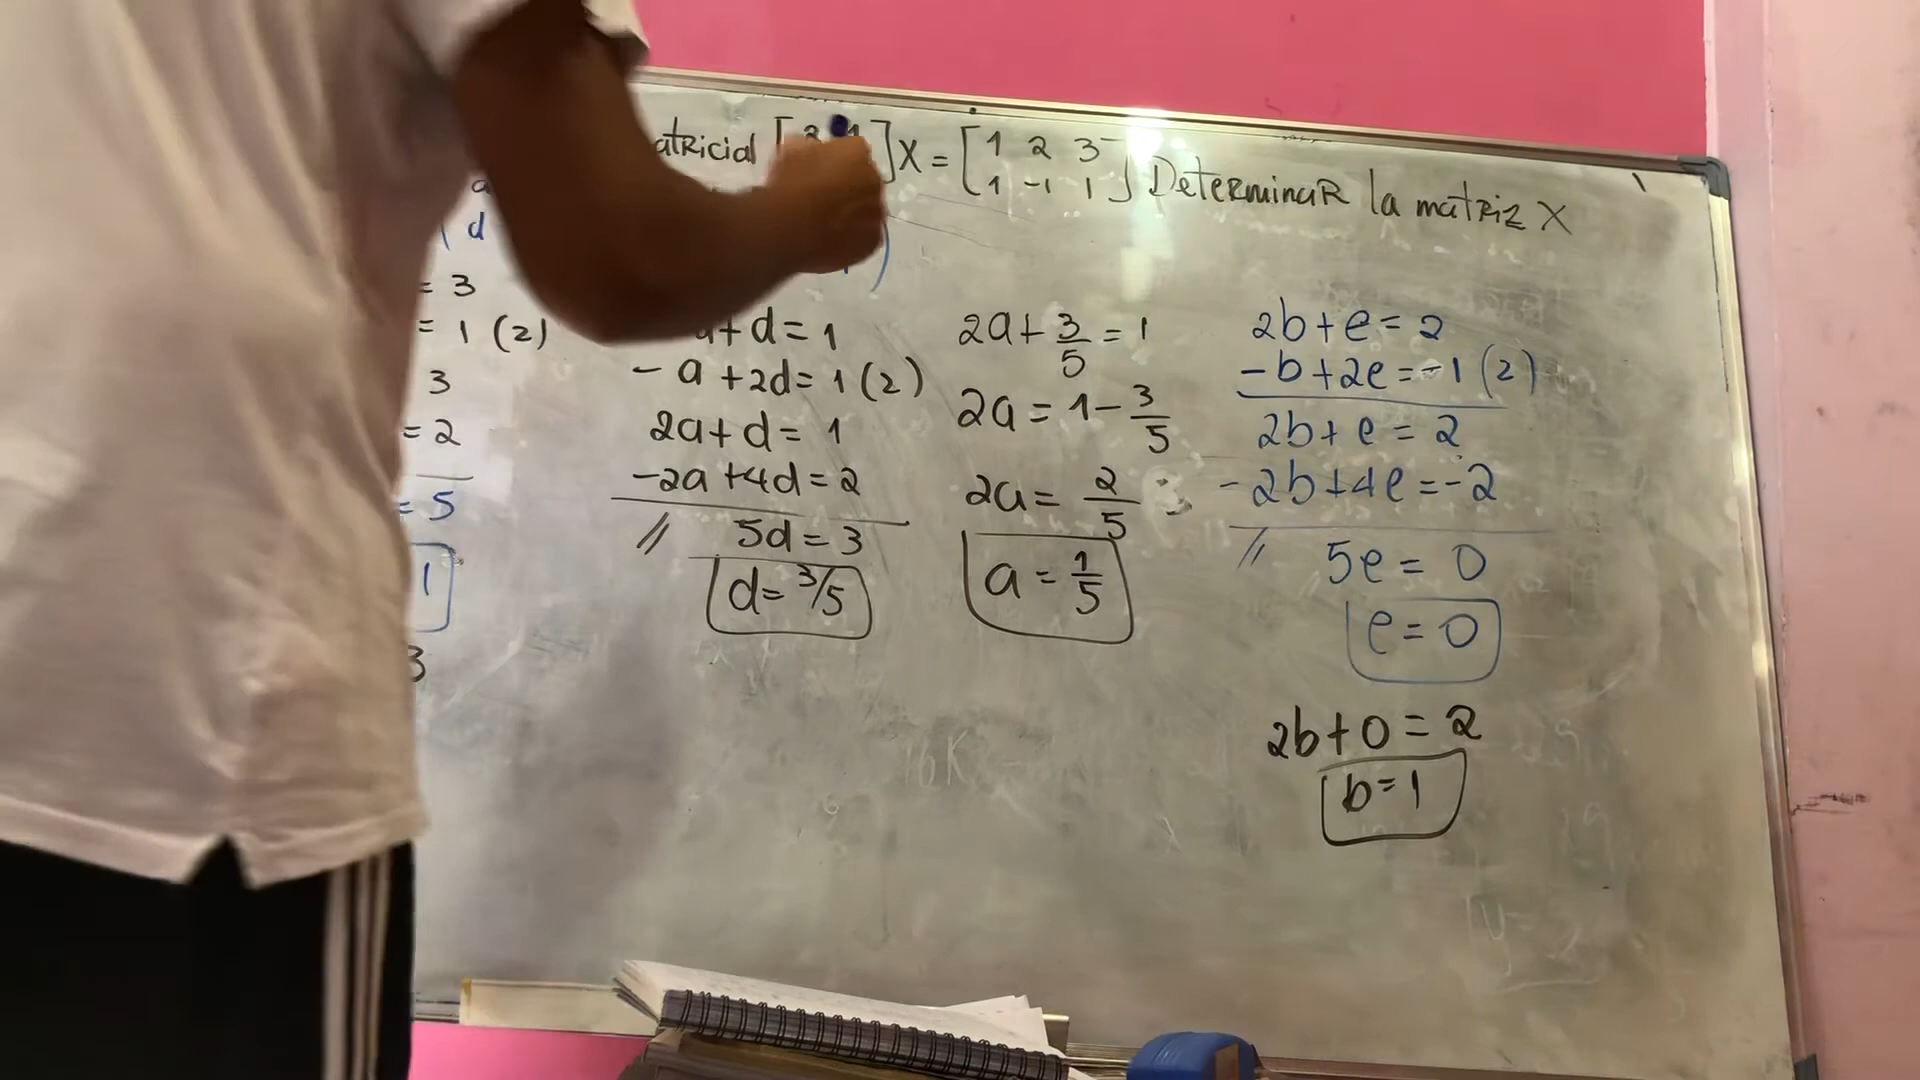 atricial [2 1] X = [1 2 3 Determinar la matriz X
1 -1 1]
a
d
= 3
= 1 (2)
3
= 2
= 5
1
3
a+d=1
-a+2d=1(2)
2a+d=1
-2a+4d=2
// 5d=3
d=3/5
2a+3/5=1
2a=1-3/5
2a=2/5
a=1/5
2b+e=2
-b+2e=-1(2)
2b+e=2
-2b+4e=-2
// 5e=0
e=0
2b+0=2
b=1
16K